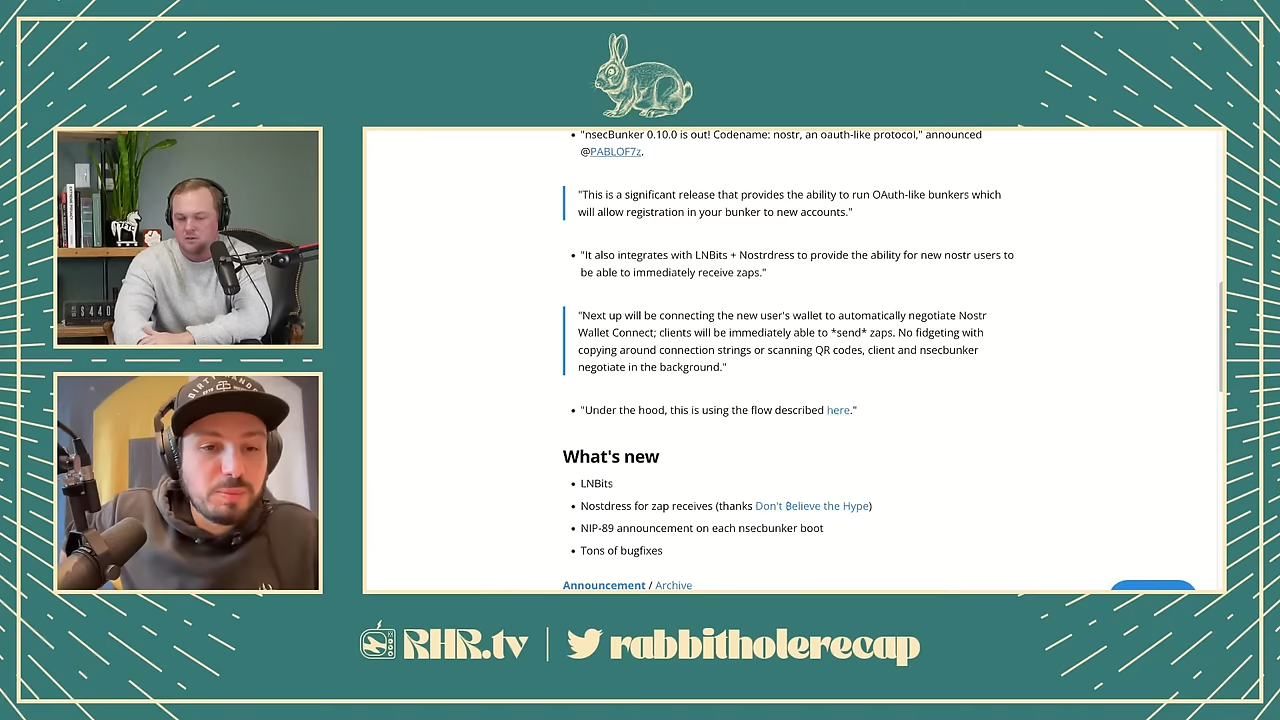 • "nsecBunker 0.10.0 is out! Codename: nostr, an oauth-like protocol," announced
@PABLOF7z.
"This is a significant release that provides the ability to run OAuth-like bunkers which
will allow registration in your bunker to new accounts."
• "It also integrates with LNBits + Nostrdress to provide the ability for new nostr users to
be able to immediately receive zaps."
"Next up will be connecting the new user's wallet to automatically negotiate Nostr
Wallet Connect; clients will be immediately able to *send* zaps. No fidgeting with
copying around connection strings or scanning QR codes, client and nsecbunker
negotiate in the background."
• "Under the hood, this is using the flow described here."
What's new
• LNBits
• Nostdress for zap receives (thanks Don't ₿elieve the Hype)
• NIP-89 announcement on each nsecbunker boot
• Tons of bugfixes
Announcement / Archive
RHR.tv | rabbitholerecap